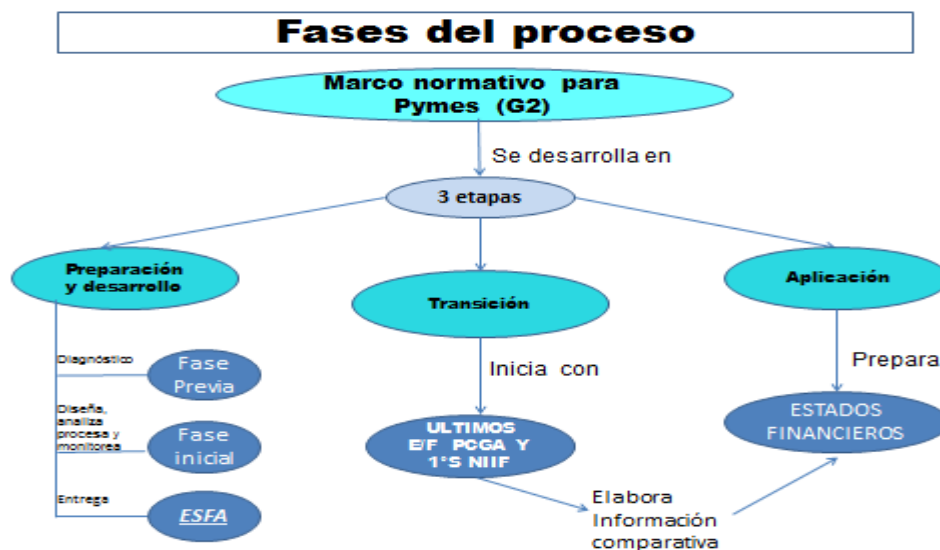 Fases del proceso
Marco normativo para
Pymes (G2)
Se desarrolla en
3 etapas
Preparación
y desarrollo
Diagnóstico
Fase
Previa
Diseña,
analiza
procesa y
monitorea
Fase
inicial
Entrega
ESFA
Transición
Inicia con
ULTIMOS
E/F PCGA Y
1°S NIIF
Elabora
Información
comparativa
Aplicación
Prepara
ESTADOS
FINANCIEROS